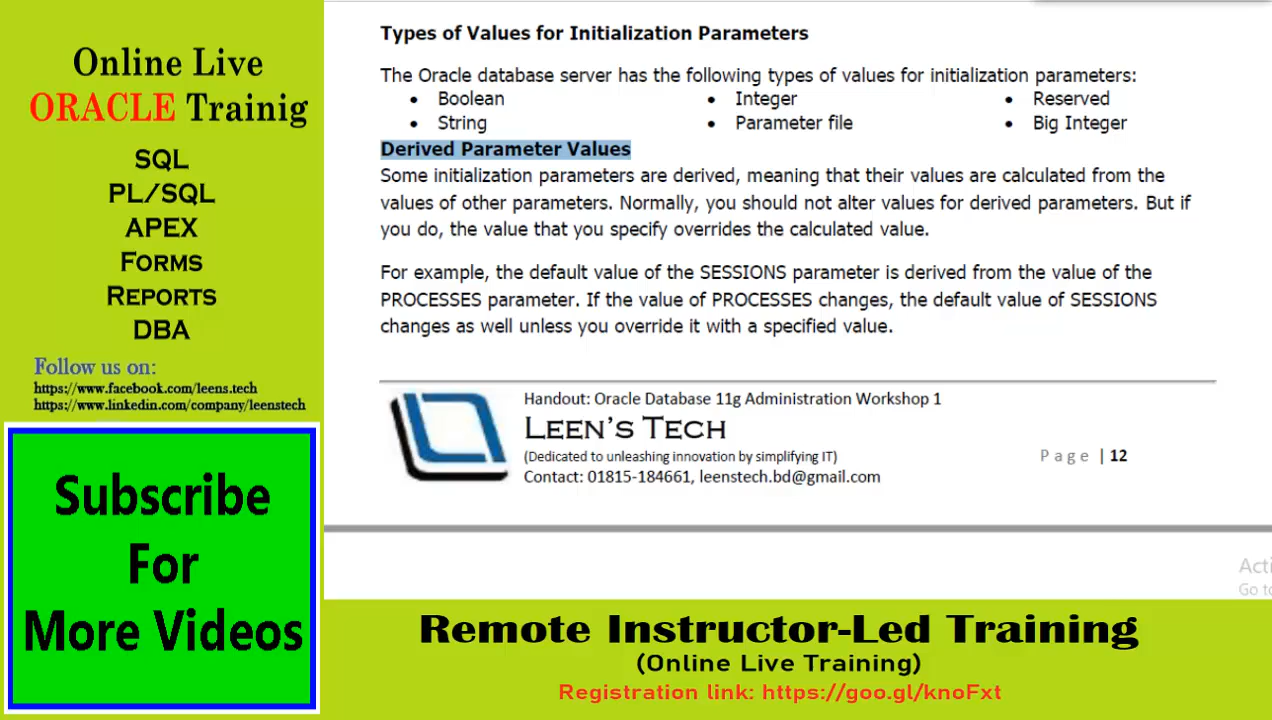 Online Live
ORACLE Trainig
SQL
PL/SQL
APEX
Forms
Reports
DBA
Follow us on:
https://www.facebook.com/leens.tech
https://www.linkedin.com/company/leenstech
Subscribe
For
More Videos
Types of Values for Initialization Parameters
The Oracle database server has the following types of values for initialization parameters:
• Boolean • Integer • Reserved
• String • Parameter file • Big Integer
Derived Parameter Values
Some initialization parameters are derived, meaning that their values are calculated from the
values of other parameters. Normally, you should not alter values for derived parameters. But if
you do, the value that you specify overrides the calculated value.
For example, the default value of the SESSIONS parameter is derived from the value of the
PROCESSES parameter. If the value of PROCESSES changes, the default value of SESSIONS
changes as well unless you override it with a specified value.
Handout: Oracle Database 11g Administration Workshop 1
Leen's Tech
(Dedicated to unleashing innovation by simplifying IT)
Contact: 01815-184661, leenstech.bd@gmail.com
Page | 12
Acti
Go to
Remote Instructor-Led Training
(Online Live Training)
Registration link: https://goo.gl/knoFxt